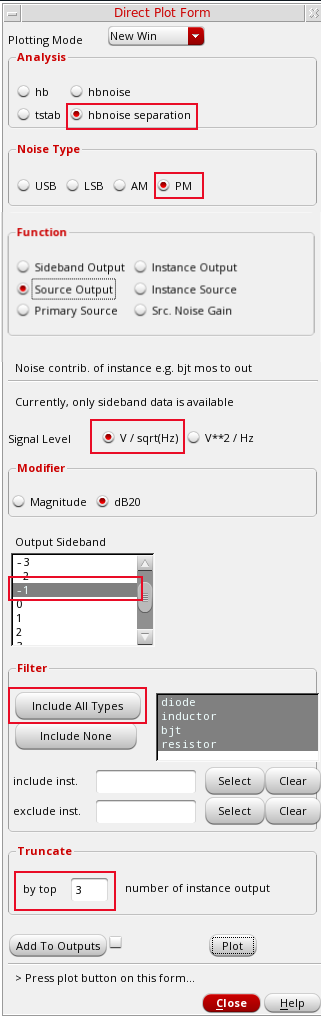 Direct Plot Form
Plotting Mode New Win
Analysis
hb hbnoise
tstab hbnoise separation
Noise Type
USB LSB AM PM
Function
Sideband Output Instance Output
Source Output Instance Source
Primary Source Src. Noise Gain
Noise contrib. of instance e.g. bjt mos to out
Currently, only sideband data is available
Signal Level V / sqrt(Hz) V**2 / Hz
Modifier
Magnitude dB20
Output Sideband
-3
-2
-1
0
1
2
Filter
Include All Types
Include None
diode
inductor
bjt
resistor
include inst. Select Clear
exclude inst. Select Clear
Truncate
by top 3 number of instance output
Add To Outputs Plot
> Press plot button on this form...
Close Help